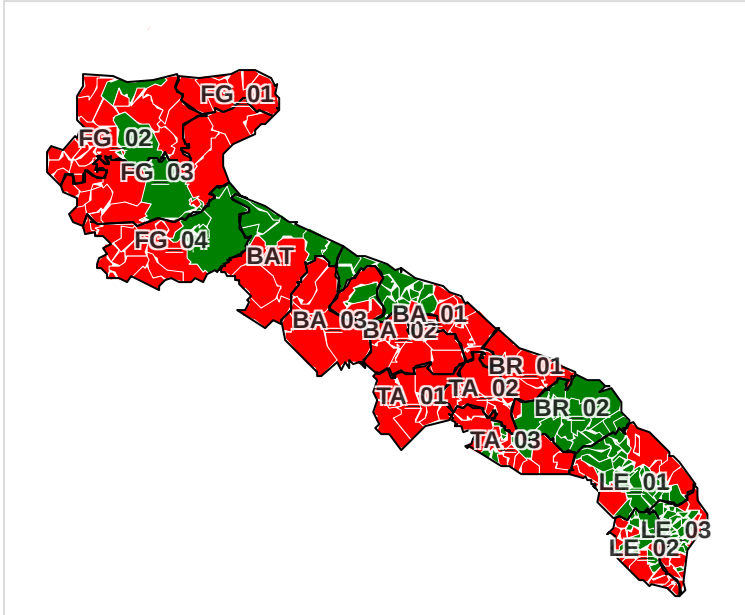 FG_01
FG_02
FG_03
FG_04
BAT
BA_01
BA_03
BA_02
BR_01
TA_02
TA_01
BR_02
TA_03
LE_01
LE_03
LE_02